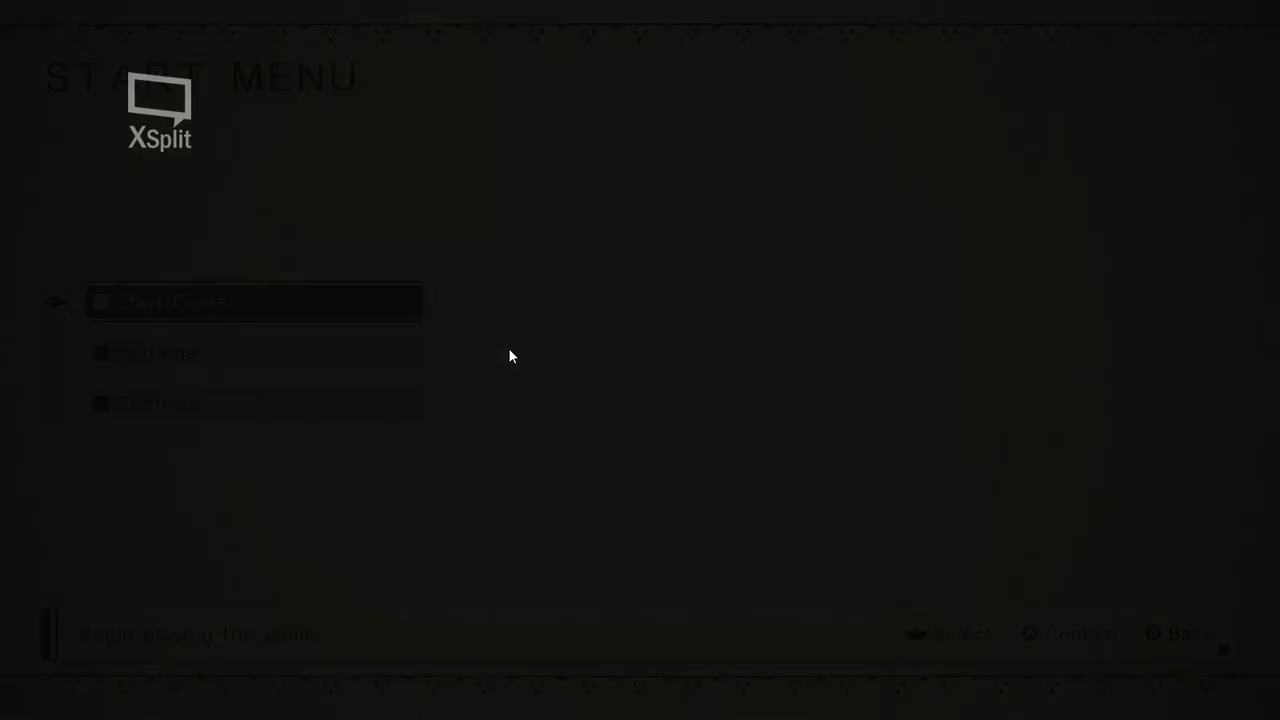 START MENU
XSplit
Start Game
Settings
Controls
Begin playing the game.
Select
Confirm
Back